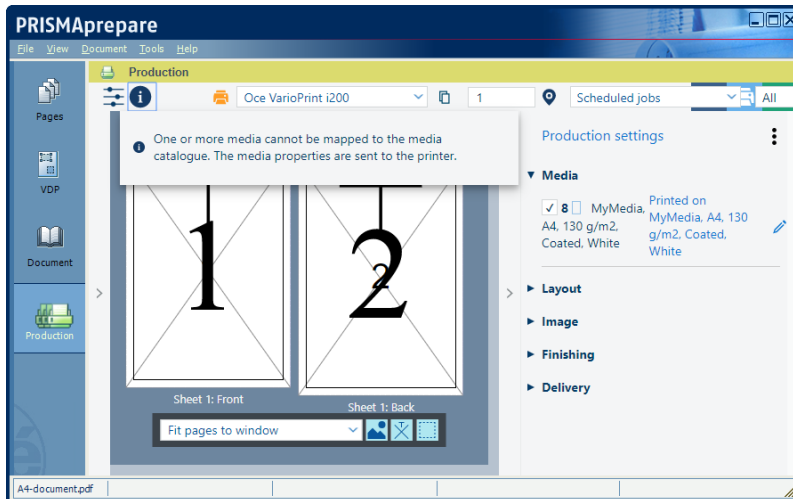 PRISMAprepare
File View Document Tools Help
Production
Pages
VDP
Document
Production
Oce VarioPrint i200
1
Scheduled jobs
All
One or more media cannot be mapped to the media
catalogue. The media properties are sent to the printer.
1
2
2
Sheet 1: Front
Sheet 1: Back
Fit pages to window
Production settings
Media
8 MyMedia,
A4, 130 g/m2,
Coated, White
Printed on
MyMedia, A4, 130
g/m2, Coated,
White
Layout
Image
Finishing
Delivery
A4-document.pdf